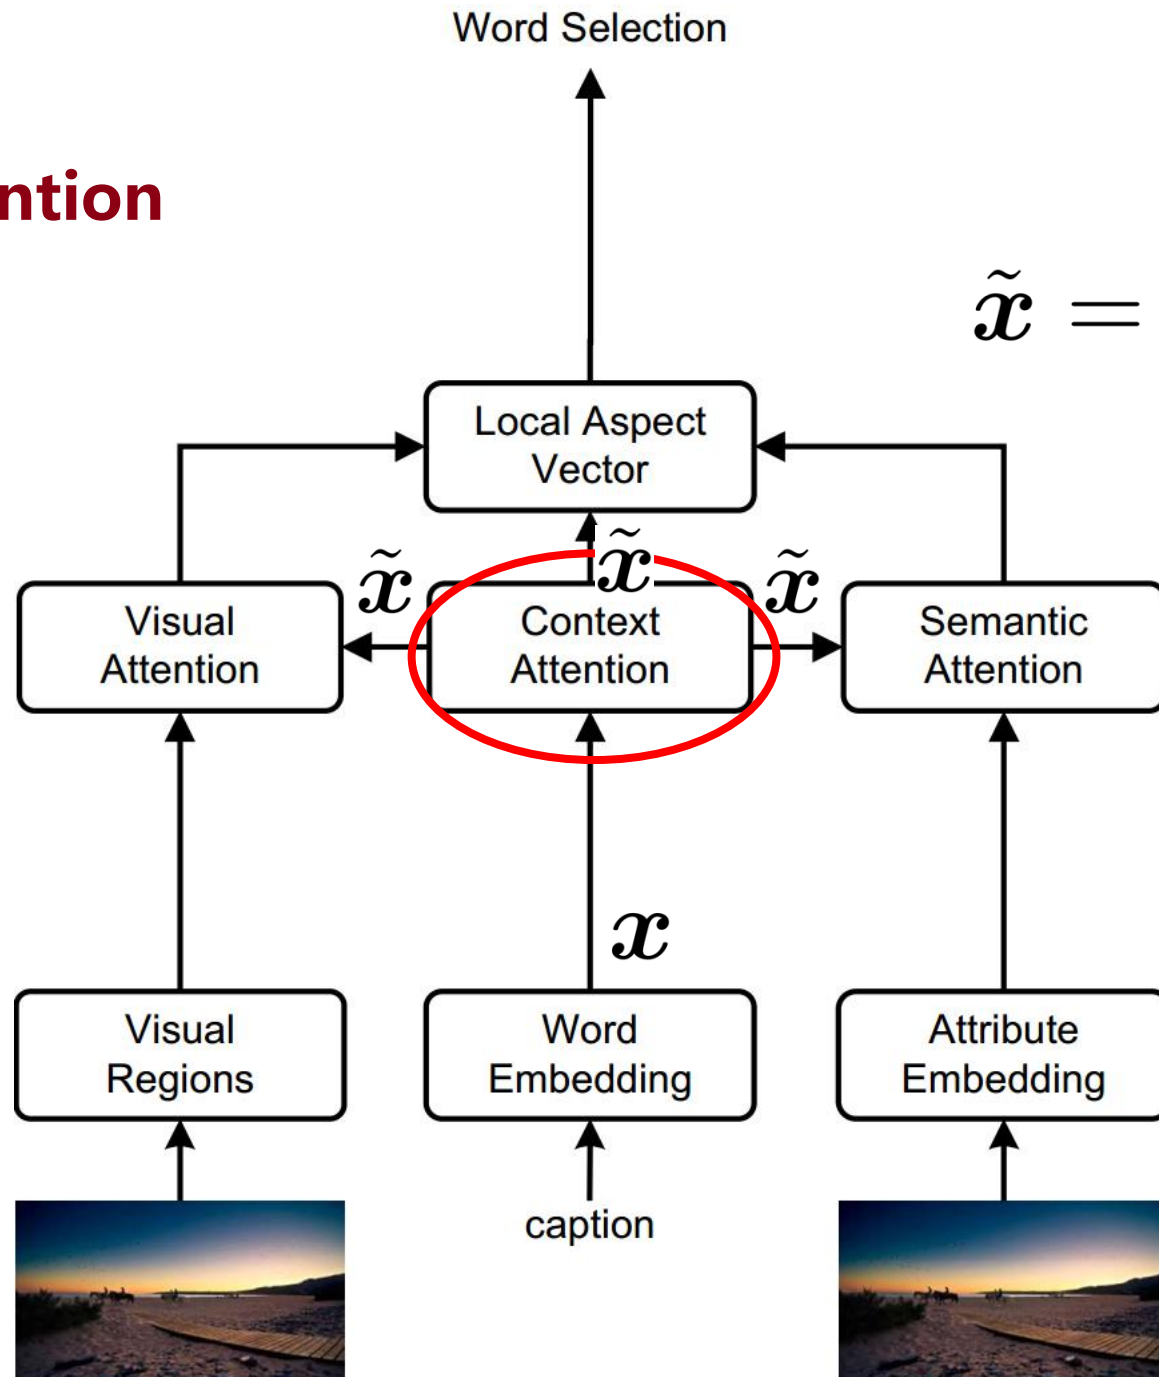 Word Selection
ntion
x̃ =
Local Aspect
Vector
x̃
x̃
x̃
Visual
Attention
Context
Attention
Semantic
Attention
x
Visual
Regions
Word
Embedding
Attribute
Embedding
caption